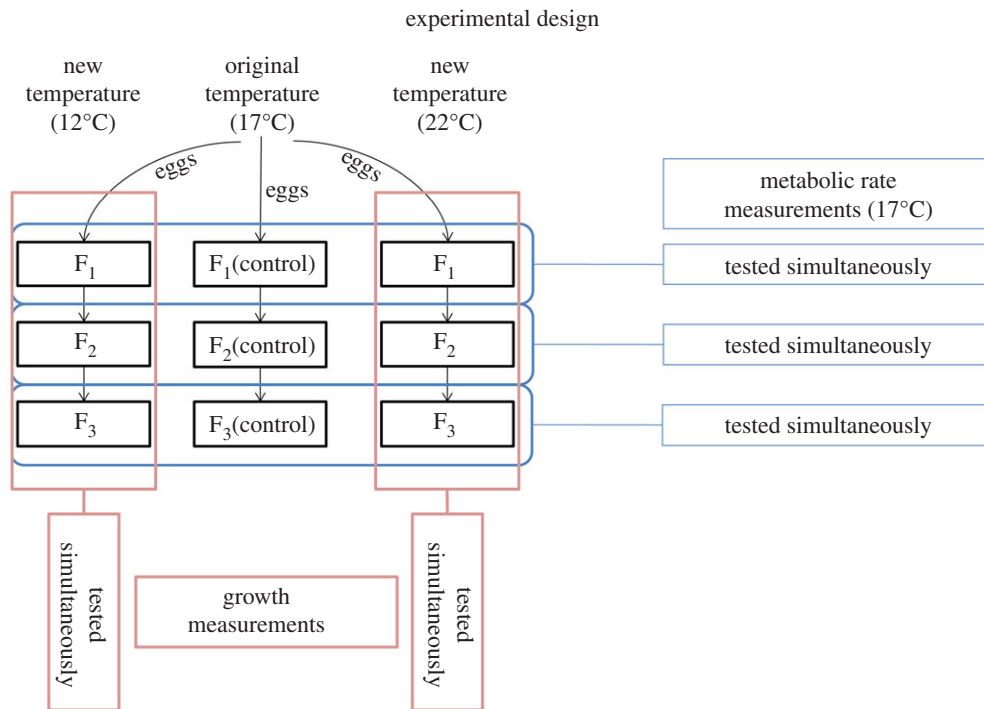 experimental design
new
temperature
(12°C)
original
temperature
(17°C)
new
temperature
(22°C)
eggs
eggs
eggs
metabolic rate
measurements (17°C)
F1
F1(control)
F1
tested simultaneously
F2
F2(control)
F2
tested simultaneously
F3
F3(control)
F3
tested simultaneously
tested
simultaneously
growth
measurements
tested
simultaneously